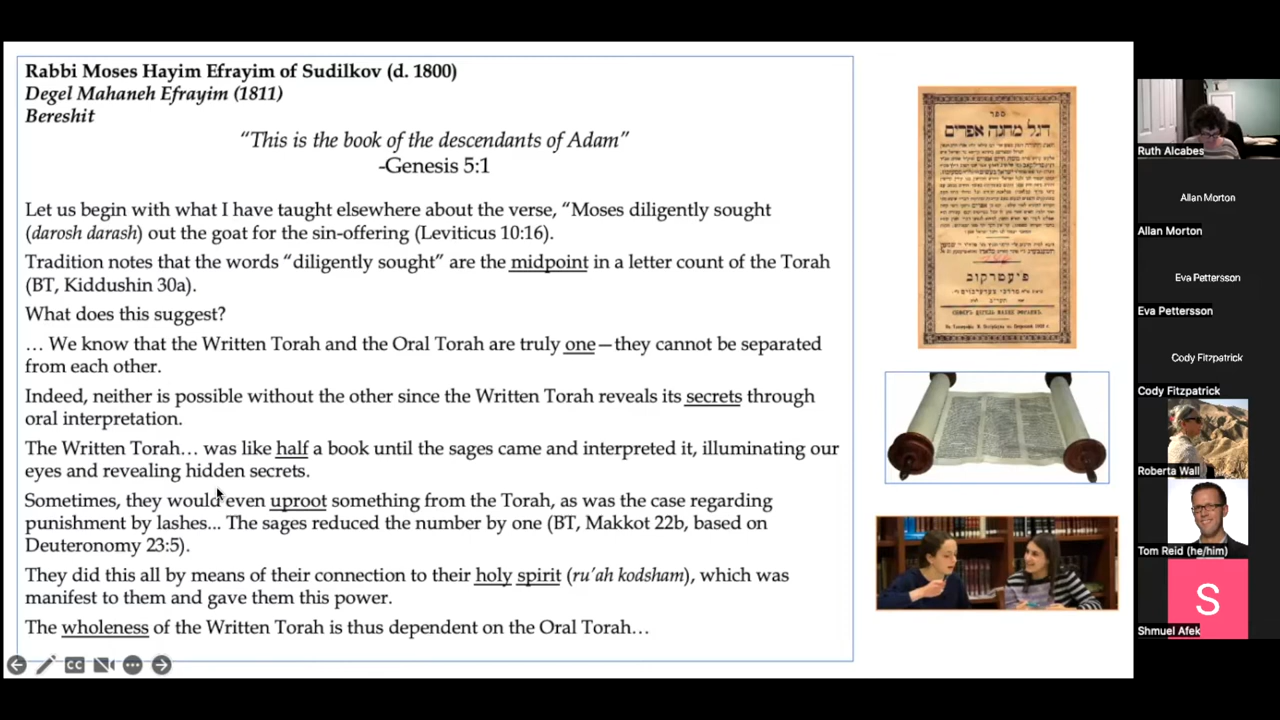 Rabbi Moses Hayim Efrayim of Sudilkov (d. 1800)
Degel Mahaneh Efrayim (1811)
Bereshit
“This is the book of the descendants of Adam”
-Genesis 5:1
Let us begin with what I have taught elsewhere about the verse, “Moses diligently sought
(darosh darash) out the goat for the sin-offering (Leviticus 10:16).
Tradition notes that the words “diligently sought” are the midpoint in a letter count of the Torah
(BT, Kiddushin 30a).
What does this suggest?
… We know that the Written Torah and the Oral Torah are truly one—they cannot be separated
from each other.
Indeed, neither is possible without the other since the Written Torah reveals its secrets through
oral interpretation.
The Written Torah… was like half a book until the sages came and interpreted it, illuminating our
eyes and revealing hidden secrets.
Sometimes, they would even uproot something from the Torah, as was the case regarding
punishment by lashes... The sages reduced the number by one (BT, Makkot 22b, based on
Deuteronomy 23:5).
They did this all by means of their connection to their holy spirit (ru’ah kodsham), which was
manifest to them and gave them this power.
The wholeness of the Written Torah is thus dependent on the Oral Torah…
CC
ספר
דגל מחנה אפרים
פיעטרקוב
Ruth Alcabes
Allan Morton
Allan Morton
Eva Pettersson
Eva Pettersson
Cody Fitzpatrick
Cody Fitzpatrick
Roberta Wall
Tom Reid (he/him)
S
Shmuel Afek